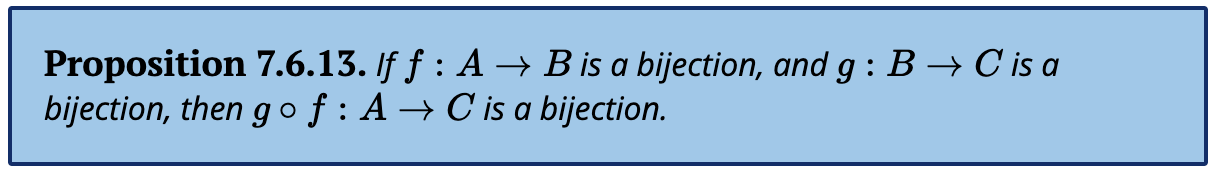 Proposition 7.6.13. If f : A → B is a bijection, and g : B → C is a
bijection, then g ∘ f : A → C is a bijection.